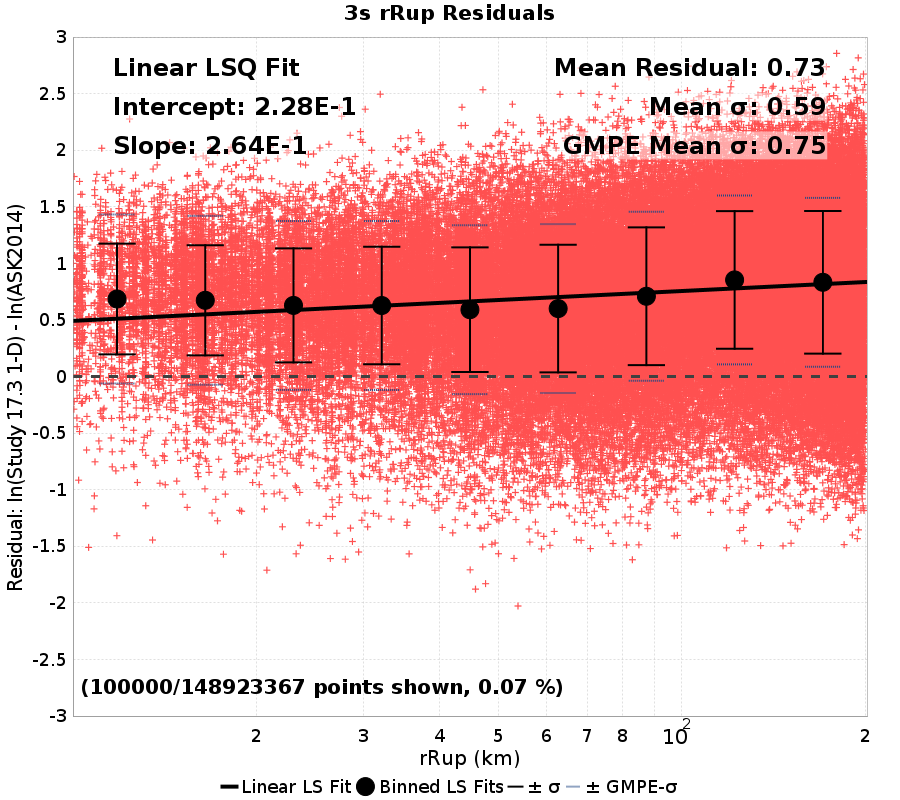 3s rRup Residuals
Linear LSQ Fit
Intercept: 2.28E-1
Slope: 2.64E-1
Mean Residual: 0.73
Mean σ: 0.59
GMPE Mean σ: 0.75
Residual: ln(Study 17.3 1-D) - ln(ASK2014)
3
2.5
2
1.5
1
0.5
0
-0.5
-1
-1.5
-2
-2.5
-3
(100000/148923367 points shown, 0.07 %)
2 3 4 5 6 7 8 10² 2
rRup (km)
Linear LS Fit Binned LS Fits ± σ ± GMPE-σ